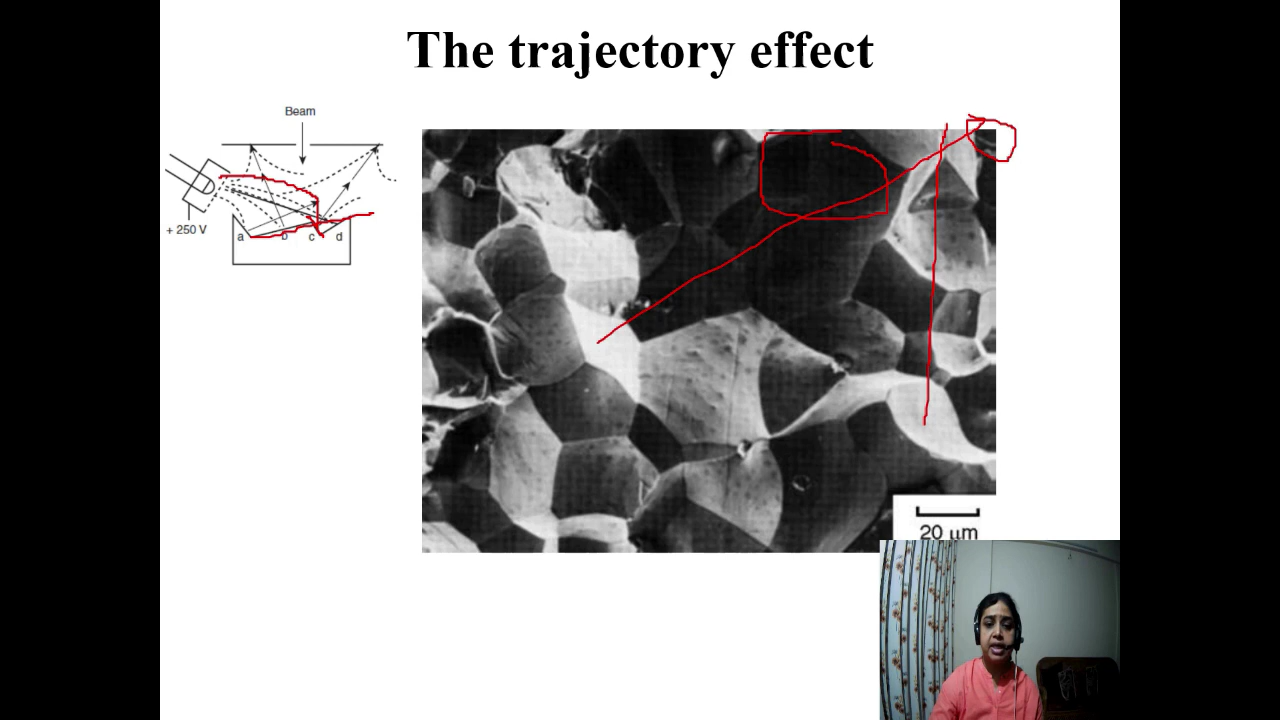 The trajectory effect
Beam
+ 250 V
a b c d
20 μm